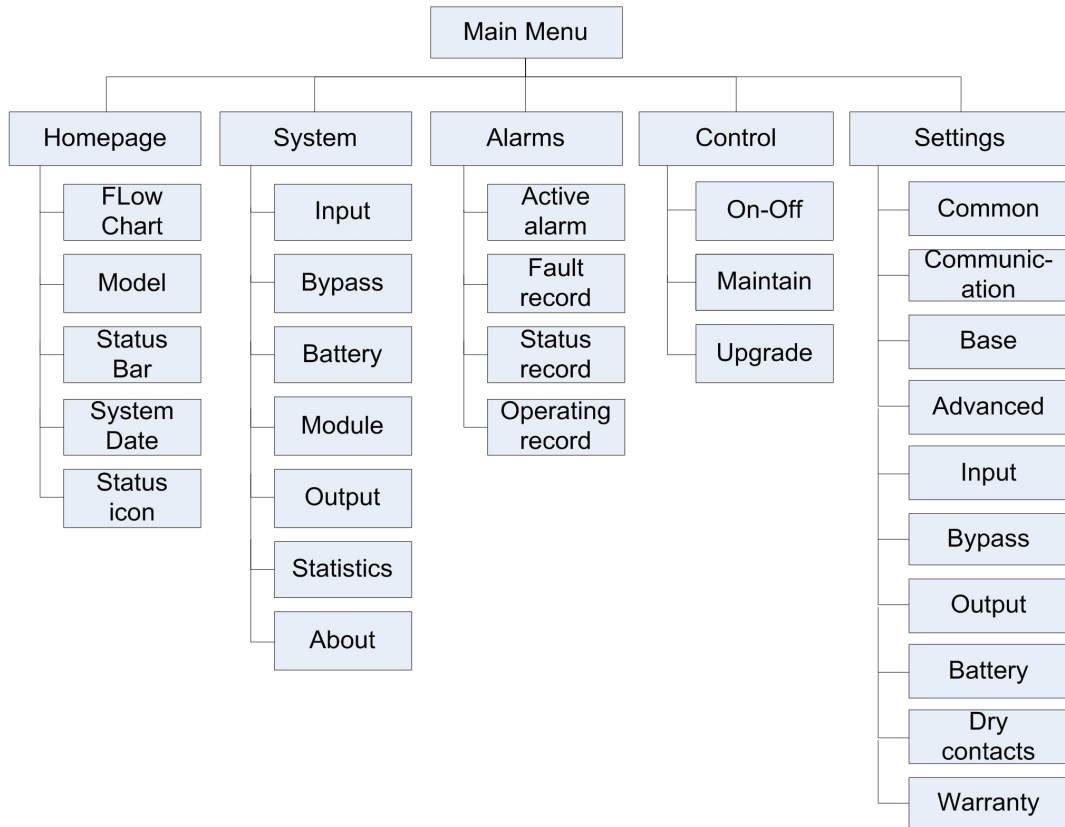 Main Menu
Homepage
System
Alarms
Control
Settings
FLow
Chart
Model
Status
Bar
System
Date
Status
icon
Input
Bypass
Battery
Module
Output
Statistics
About
Active
alarm
Fault
record
Status
record
Operating
record
On-Off
Maintain
Upgrade
Common
Communic-
ation
Base
Advanced
Input
Bypass
Output
Battery
Dry
contacts
Warranty